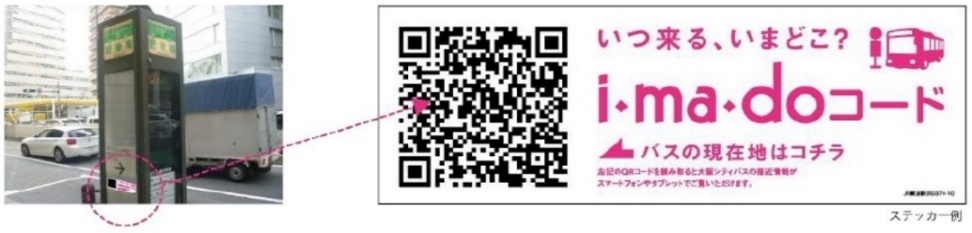 いつ来る、いまどこ？
i・ma・doコード
バスの現在地はコチラ
左記のQRコードを読み取ると大阪シティバスの接近情報が
スマートフォンやタブレットでご覧いただけます。
ステッカー例